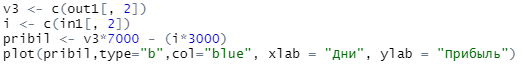 v3 <- c(out1[, 2])
i <- c(in1[, 2])
pribil <- v3*7000 - (i*3000)
plot(pribil,type="b",col="blue", xlab = "Дни", ylab = "Прибыль")